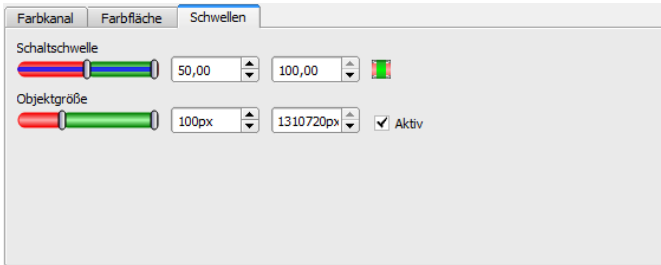 Farbkanal Farbfläche Schwellen
Schaltschwelle
50,00 100,00
Objektgröße
100px 1310720px Aktiv